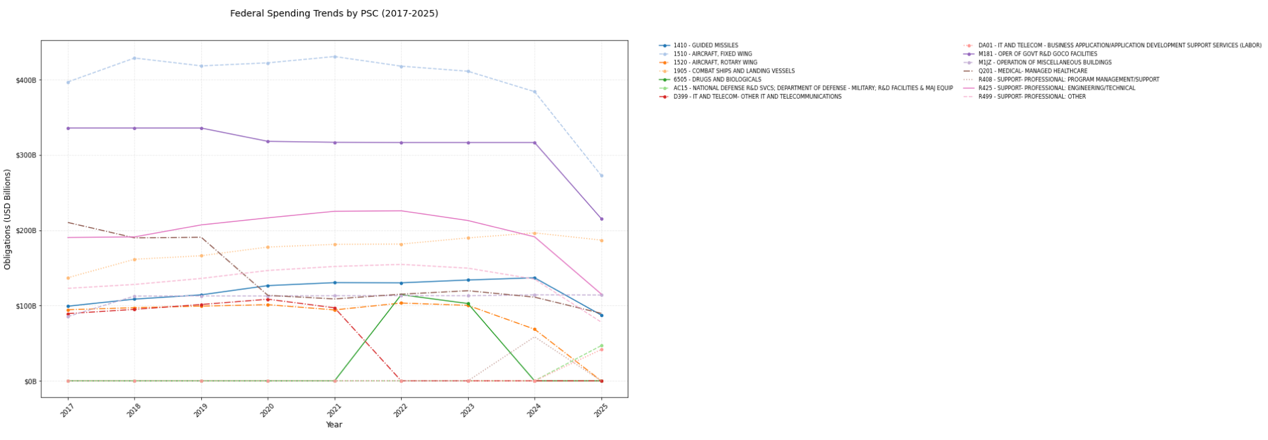 Federal Spending Trends by PSC (2017-2025)
$400B
$300B
$200B
$100B
$0B
Obligations (USD Billions)
2017
2018
2019
2020
2021
2022
2023
2024
2025
Year
1410 - GUIDED MISSILES
1510 - AIRCRAFT, FIXED WING
1520 - AIRCRAFT, ROTARY WING
1905 - COMBAT SHIPS AND LANDING VESSELS
6505 - DRUGS AND BIOLOGICALS
AC15 - NATIONAL DEFENSE R&D SVCS; DEPARTMENT OF DEFENSE - MILITARY; R&D FACILITIES & MAJ EQUIP
D399 - IT AND TELECOM- OTHER IT AND TELECOMMUNICATIONS
DA01 - IT AND TELECOM - BUSINESS APPLICATION/APPLICATION DEVELOPMENT SUPPORT SERVICES (LABOR)
M181 - OPER OF GOVT R&D GOCO FACILITIES
M1JZ - OPERATION OF MISCELLANEOUS BUILDINGS
Q201 - MEDICAL- MANAGED HEALTHCARE
R408 - SUPPORT- PROFESSIONAL: PROGRAM MANAGEMENT/SUPPORT
R425 - SUPPORT- PROFESSIONAL: ENGINEERING/TECHNICAL
R499 - SUPPORT- PROFESSIONAL: OTHER